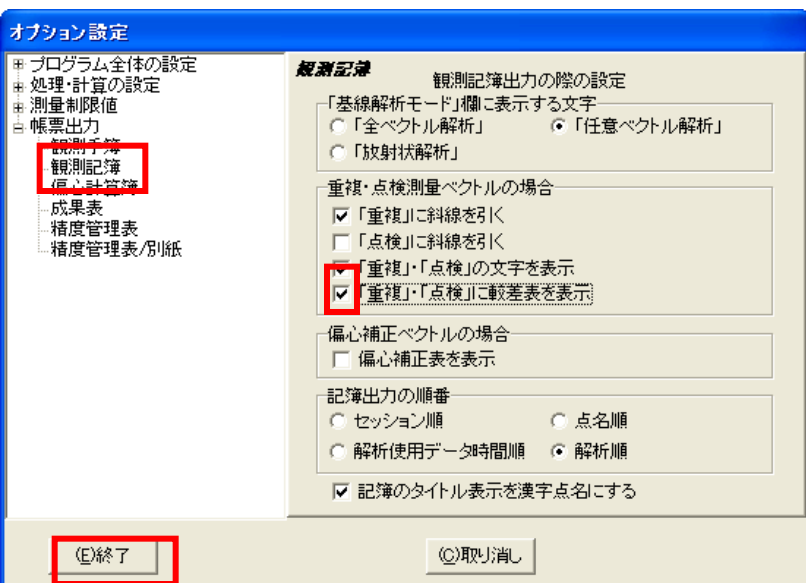 オプション設定
プログラム全体の設定
処理・計算の設定
測量制限値
帳票出力
観測手簿
観測記簿
偏心計算簿
成果表
精度管理表
精度管理表/別紙
観測記簿
観測記簿出力の際の設定
「基線解析モード」欄に表示する文字
「全ベクトル解析」 「任意ベクトル解析」
「放射状解析」
重複・点検測量ベクトルの場合
「重複」に斜線を引く
「点検」に斜線を引く
「重複」・「点検」の文字を表示
「重複」・「点検」に較差表を表示
偏心補正ベクトルの場合
偏心補正表を表示
記簿出力の順番
セッション順 点名順
解析使用データ時間順 解析順
記簿のタイトル表示を漢字点名にする
(E)終了 (C)取り消し